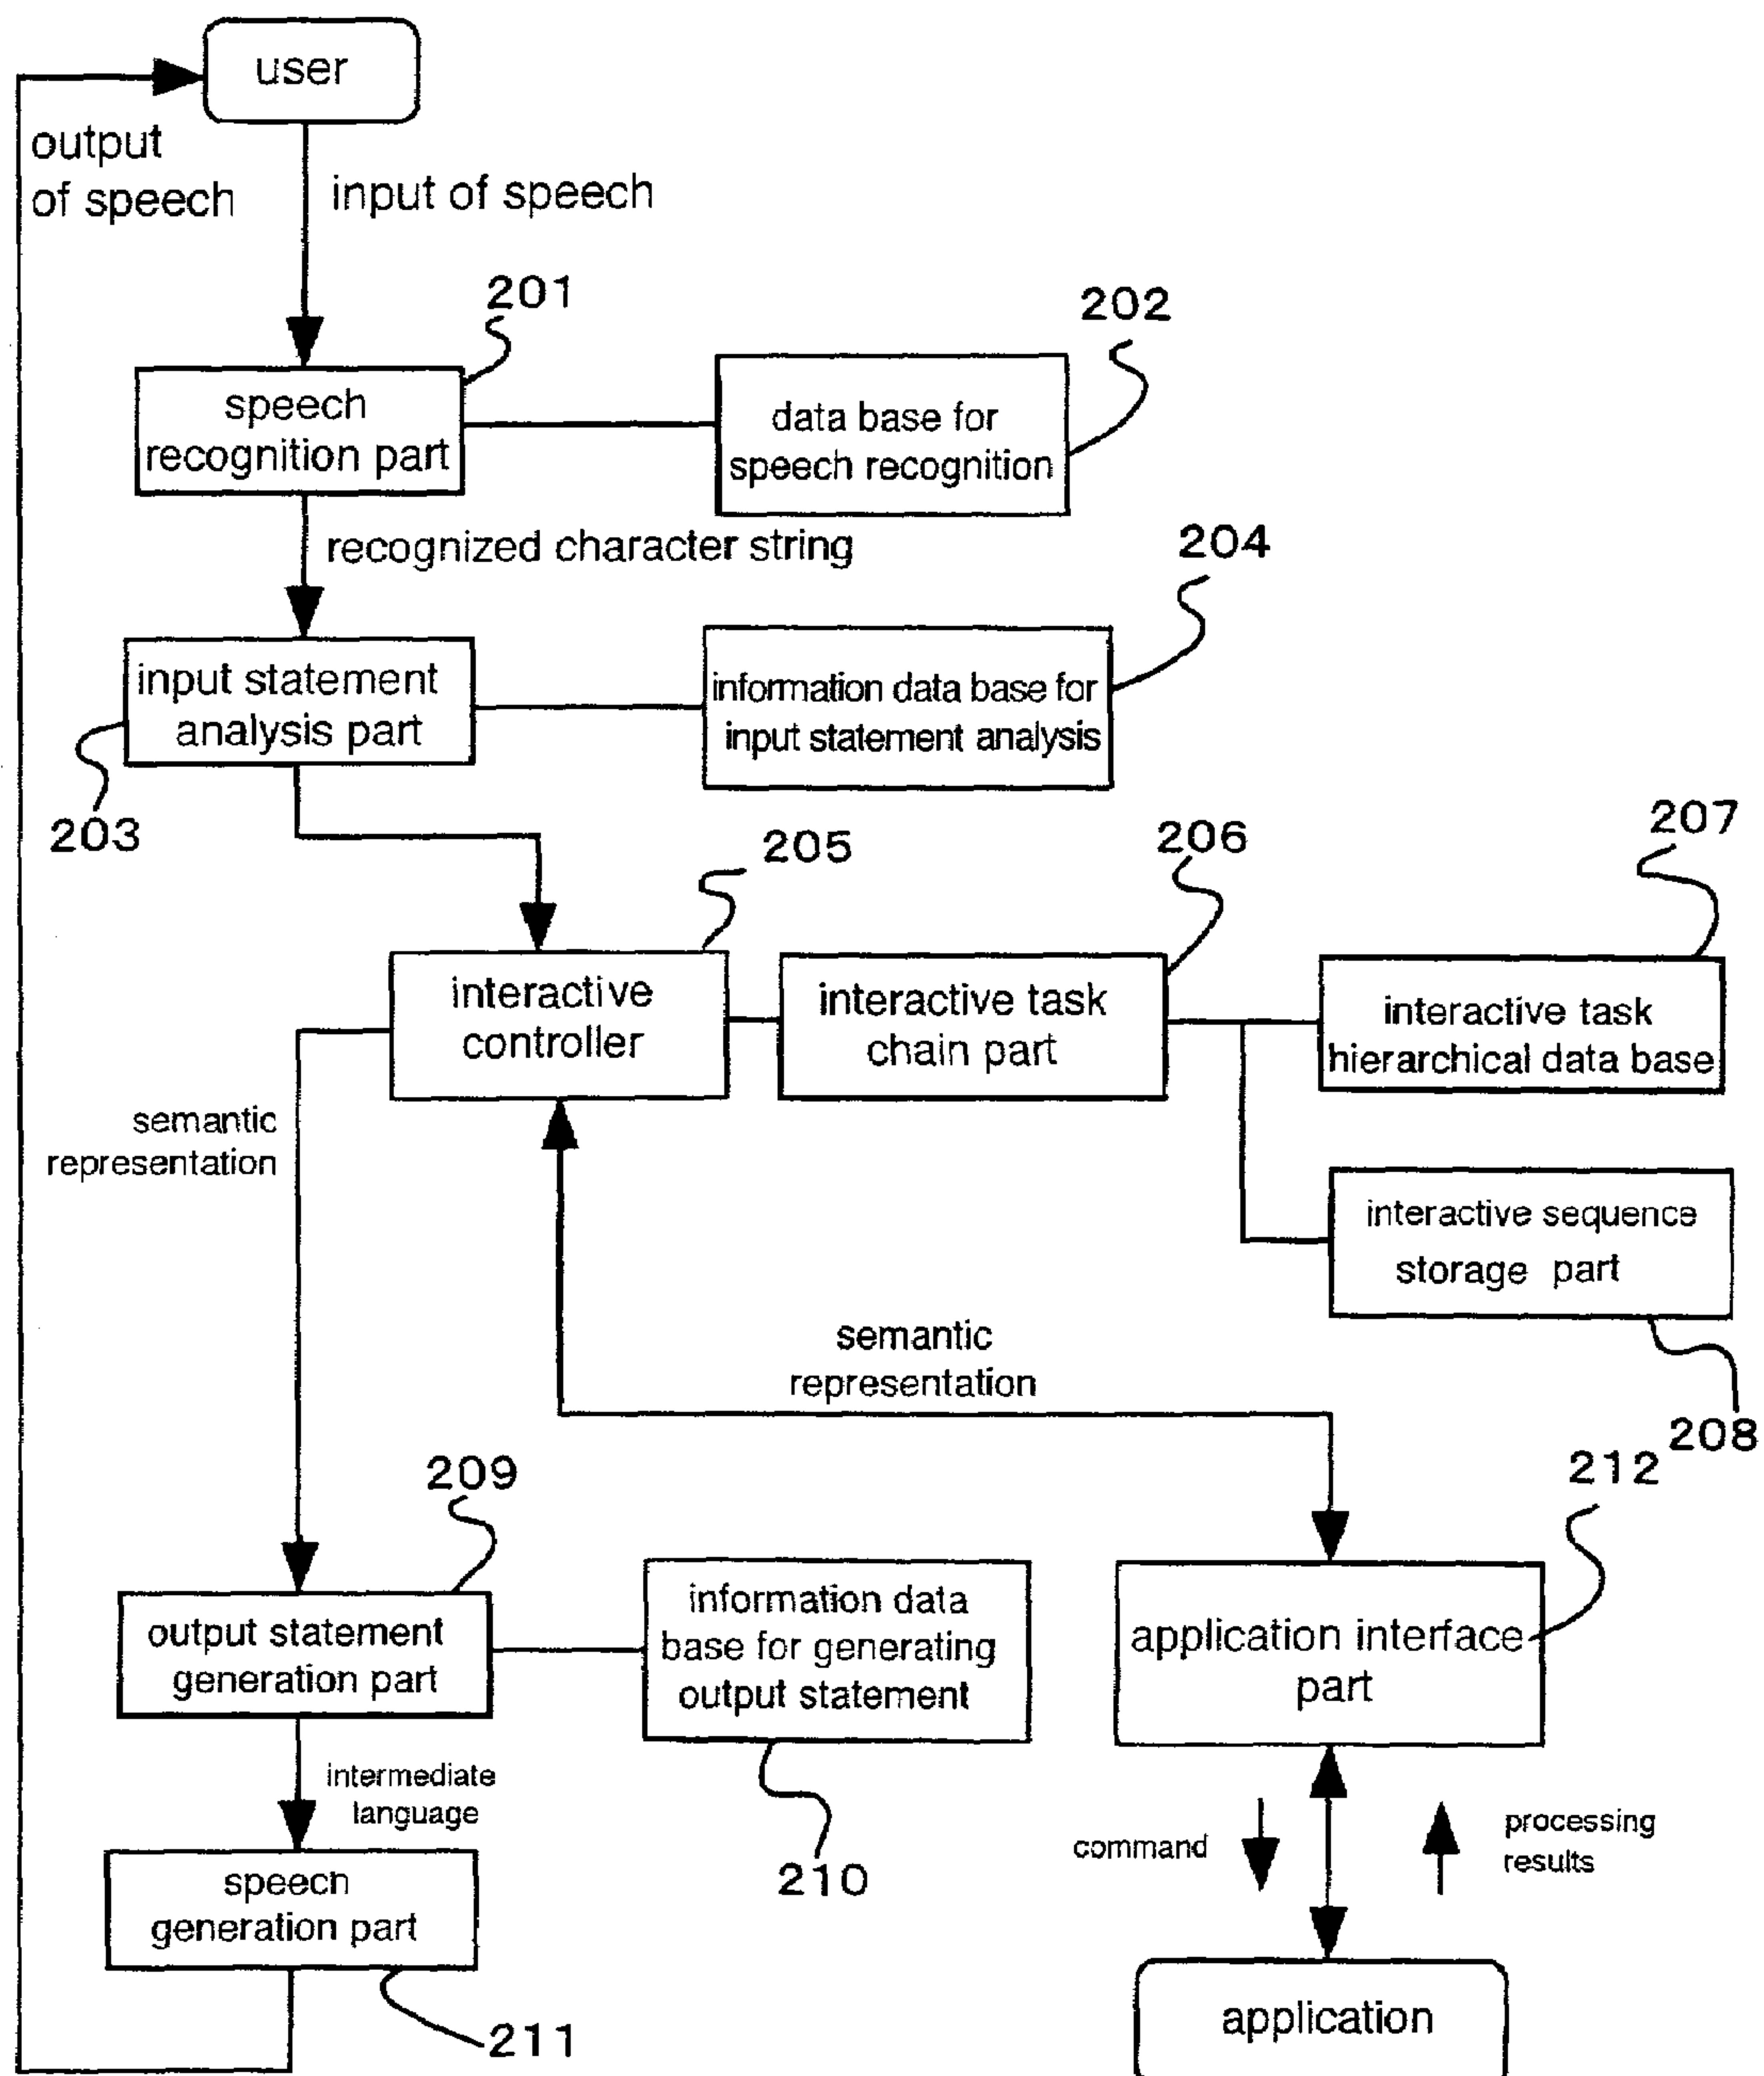 user
output
of speech
input of speech
201
202
speech
recognition part
data base for
speech recognition
recognized character string
204
input statement
analysis part
information data base for
input statement analysis
203
205
206
207
interactive
controller
interactive task
chain part
interactive task
hierarchical data base
semantic
representation
interactive sequence
storage part
semantic
representation
208
209
212
output statement
generation part
information data
base for generating
output statement
application interface
part
intermediate
language
210
command
processing
results
speech
generation part
211
application